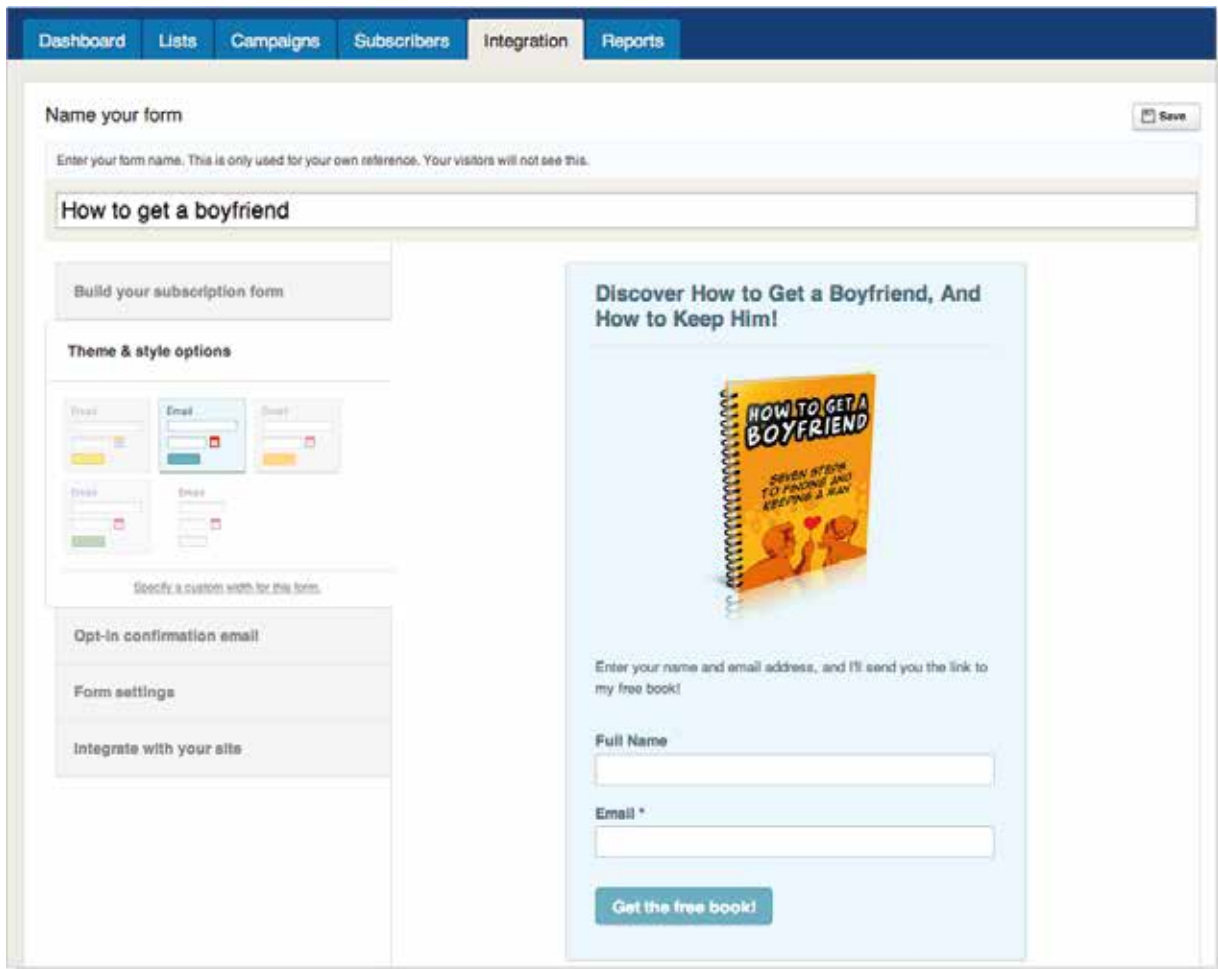 Dashboard
Lists
Campaigns
Subscribers
Integration
Reports
Name your form
Save
Enter your form name. This is only used for your own reference. Your visitors will not see this.
How to get a boyfriend
Build your subscription form
Theme & style options
Email
Email
Email
Email
Email
Specify a custom width for this form.
Opt-in confirmation email
Form settings
Integrate with your site
Discover How to Get a Boyfriend, And
How to Keep Him!
HOW TO GET A
BOYFRIEND
SEVEN STEPS
TO FINDING AND
KEEPING A MAN
Enter your name and email address, and I'll send you the link to
my free book!
Full Name
Email *
Get the free book!